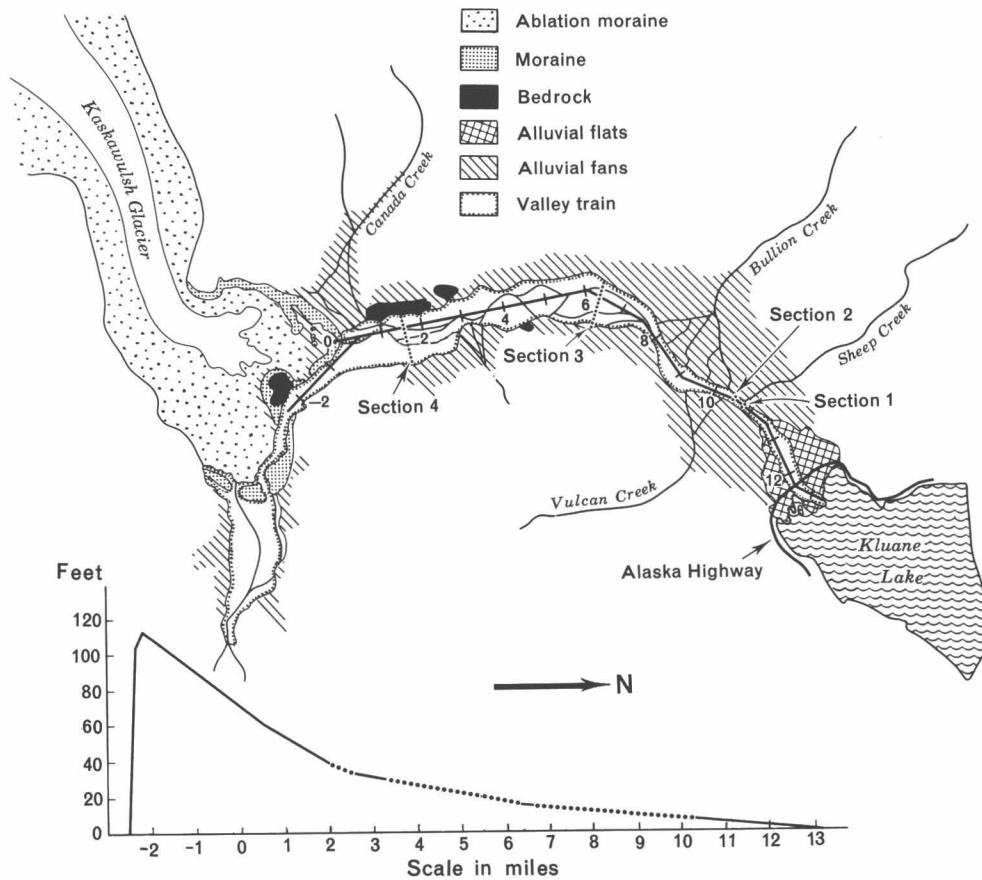 Ablation moraine
Moraine
Bedrock
Alluvial flats
Alluvial fans
Valley train
Kaskawulsh Glacier
Canada Creek
Bullion Creek
Sheep Creek
Section 2
Section 1
Section 3
Section 4
0
2
4
6
8
10
12
-2
Vulcan Creek
Alaska Highway
Kluane
Lake
N
Feet
120
100
80
60
40
20
0
-2 -1 0 1 2 3 4 5 6 7 8 9 10 11 12 13
Scale in miles